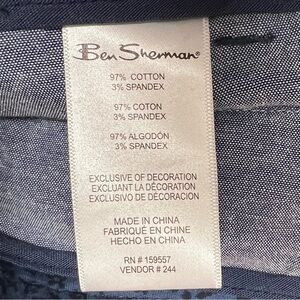 Ben Sherman®
97% COTTON
3% SPANDEX
97% COTON
3% SPANDEX
97% ALGODÓN
3% SPANDEX
EXCLUSIVE OF DECORATION
EXCLUANT LA DÉCORATION
EXCLUSIVO DE DECORACIÓN
MADE IN CHINA
FABRIQUÉ EN CHINE
HECHO EN CHINA
RN # 159557
VENDOR # 244